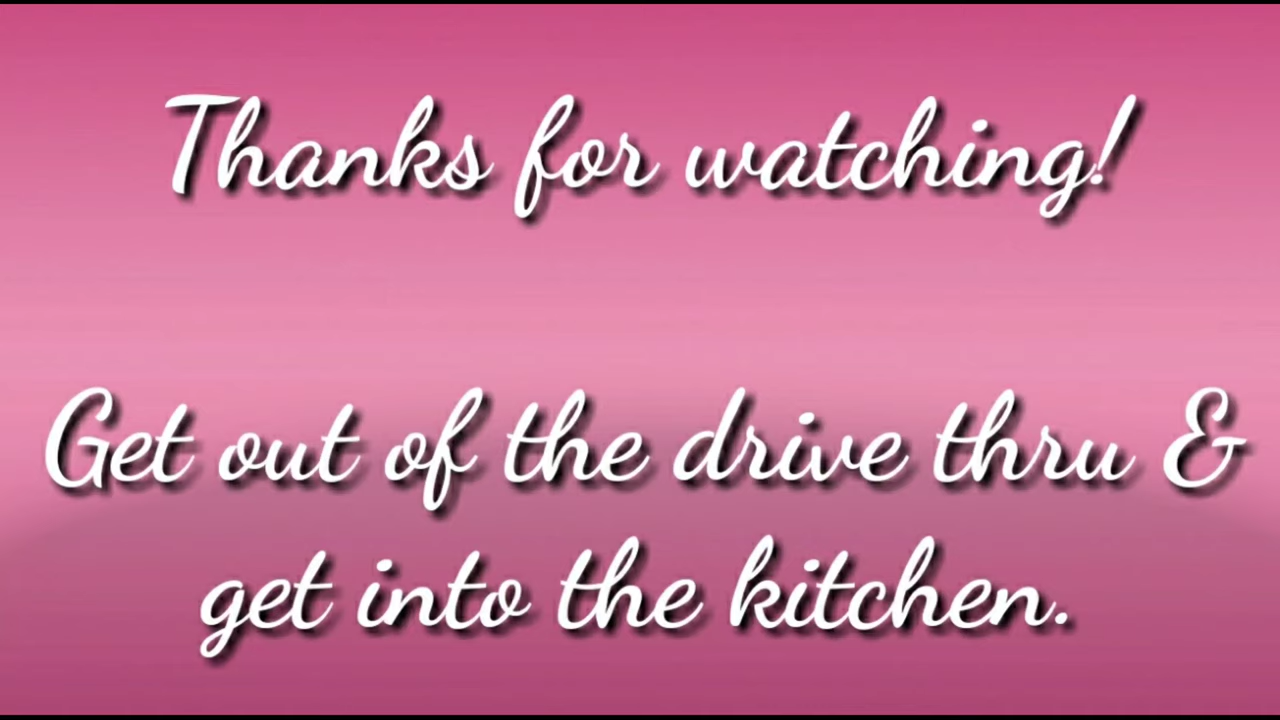 Thanks for watching!
Get out of the drive thru &
get into the kitchen.